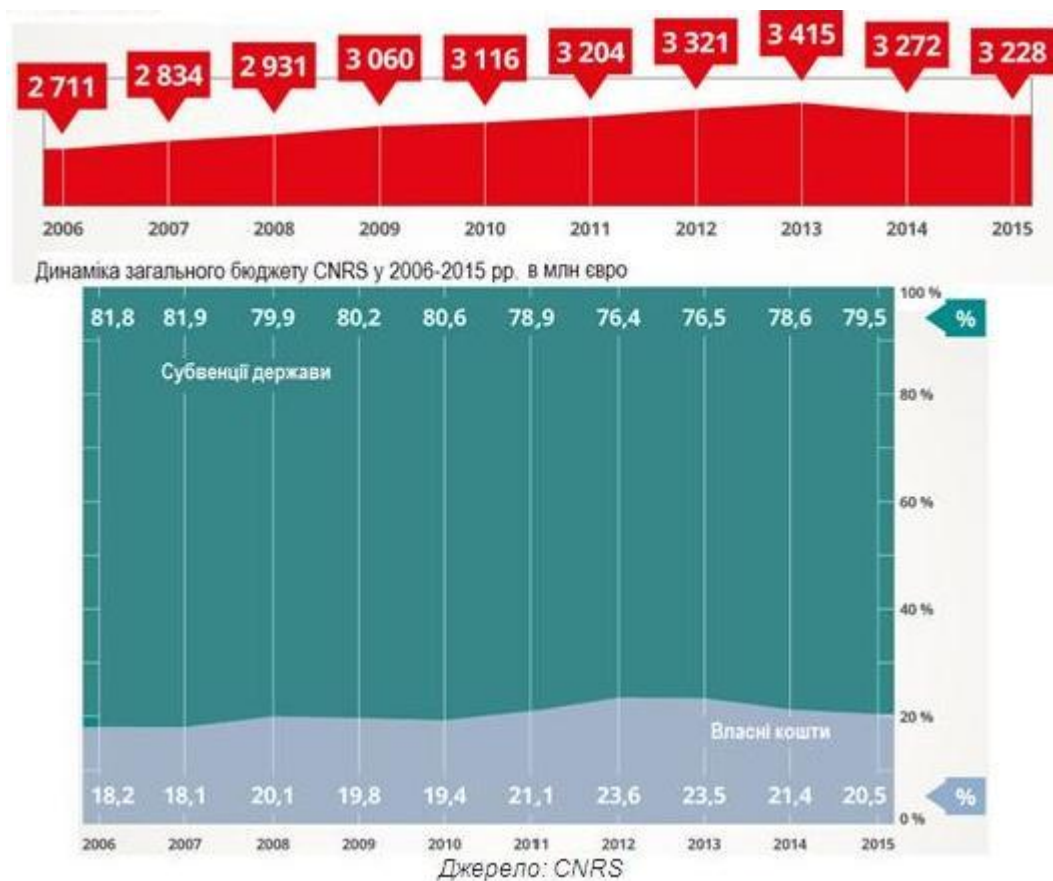 2 711 2 834 2 931 3 060 3 116 3 204 3 321 3 415 3 272 3 228
2006 2007 2008 2009 2010 2011 2012 2013 2014 2015
Динаміка загального бюджету CNRS у 2006-2015 рр. в млн євро
100 %
81,8 81,9 79,9 80,2 80,6 78,9 76,4 76,5 78,6 79,5 %
Субвенції держави
80 %
60 %
40 %
20 %
Власні кошти
18,2 18,1 20,1 19,8 19,4 21,1 23,6 23,5 21,4 20,5 %
0 %
2006 2007 2008 2009 2010 2011 2012 2013 2014 2015
Джерело: CNRS